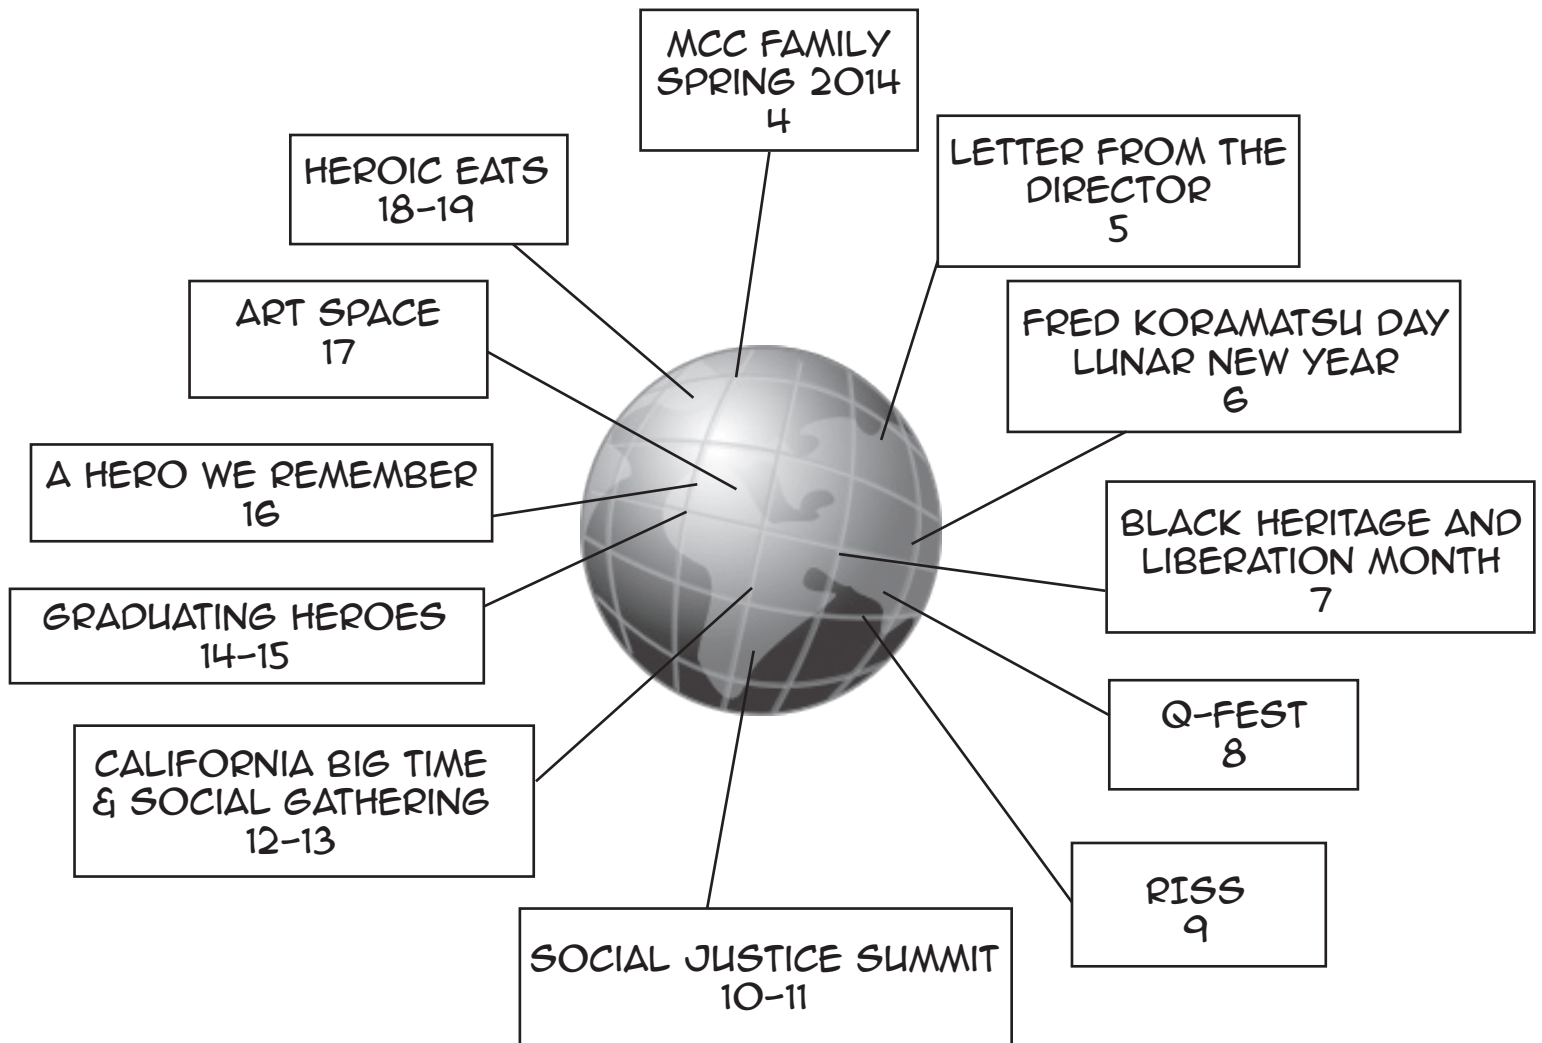 MCC FAMILY
SPRING 2014
4
LETTER FROM THE
DIRECTOR
5
FRED KORAMATSU DAY
LUNAR NEW YEAR
6
BLACK HERITAGE AND
LIBERATION MONTH
7
Q-FEST
8
RISS
9
SOCIAL JUSTICE SUMMIT
10-11
CALIFORNIA BIG TIME
& SOCIAL GATHERING
12-13
GRADUATING HEROES
14-15
A HERO WE REMEMBER
16
ART SPACE
17
HEROIC EATS
18-19